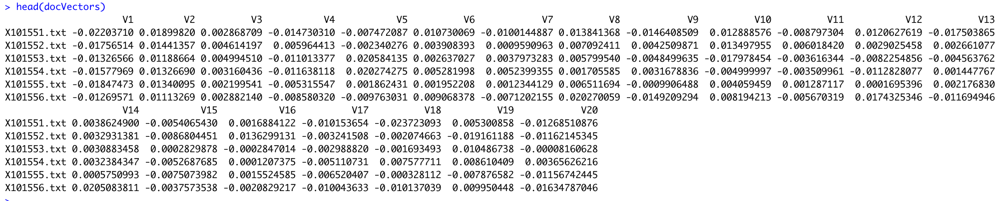 > head(docVectors)
V1 V2 V3 V4 V5 V6 V7 V8 V9 V10 V11 V12 V13
X101551.txt -0.02203710 0.01899820 0.002868709 -0.014730310 -0.007472087 0.010730069 -0.0100144887 0.013841368 -0.0146408509 0.012888576 -0.008797304 0.0120627619 -0.017503865
X101552.txt -0.01756514 0.01441357 0.004614197 0.005964413 -0.002340276 0.003908393 0.0009590963 0.007092411 0.0042509871 0.013497955 0.006018420 0.0029025458 0.002661077
X101553.txt -0.01326566 0.01188664 0.004994510 -0.011013377 0.020584135 0.002637027 0.0037973283 0.005799540 -0.0048499635 -0.017978454 -0.003616344 -0.0082254856 -0.004563762
X101554.txt -0.01577969 0.01326690 0.003160436 -0.011638118 0.020274275 0.005281998 0.0052399355 0.001705585 0.0031678836 -0.004999997 -0.003509961 -0.0112828077 0.001447767
X101555.txt -0.01847473 0.01340095 0.002199541 -0.005315547 0.001862431 0.001952208 0.0012344129 0.006511694 -0.0009906488 0.004059459 0.001287117 0.0001695396 0.002176830
X101556.txt -0.01269571 0.01113269 0.002882140 -0.008580320 -0.009763031 0.009068378 -0.0071202155 0.020270059 -0.0149209294 0.008194213 -0.005670319 0.0174325346 -0.011694946
V14 V15 V16 V17 V18 V19 V20
X101551.txt 0.0038624900 -0.0054065430 0.0016884122 -0.010153654 -0.023723093 0.005300858 -0.01268510876
X101552.txt 0.0032931381 -0.0086804451 0.0136299131 -0.003241508 -0.002074663 -0.019161188 -0.01162145345
X101553.txt 0.0030883458 0.0002829878 -0.0002847014 -0.002988820 -0.001693493 0.010486738 -0.00008160628
X101554.txt 0.0032384347 -0.0052687685 0.0001207375 -0.005110731 0.007577711 0.008610409 0.00365626216
X101555.txt 0.0005750993 -0.0075073982 0.0015524585 -0.006520407 -0.000328112 -0.007876582 -0.01156742445
X101556.txt 0.0205083811 -0.0037573538 -0.0020829217 -0.010043633 -0.010137039 0.009950448 -0.01634787046
>